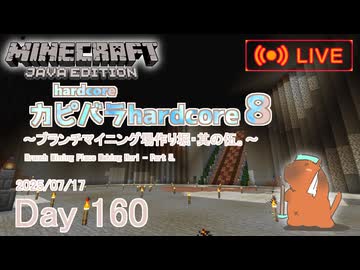 MINECRAFT
JAVA EDITION
LIVE
hardcore
カピバラhardcore 8
～ブランチマイニング場作り編・其の伍。～
Branch Mining Place Making Hari - Part 5.
2025/07/17
Day 160